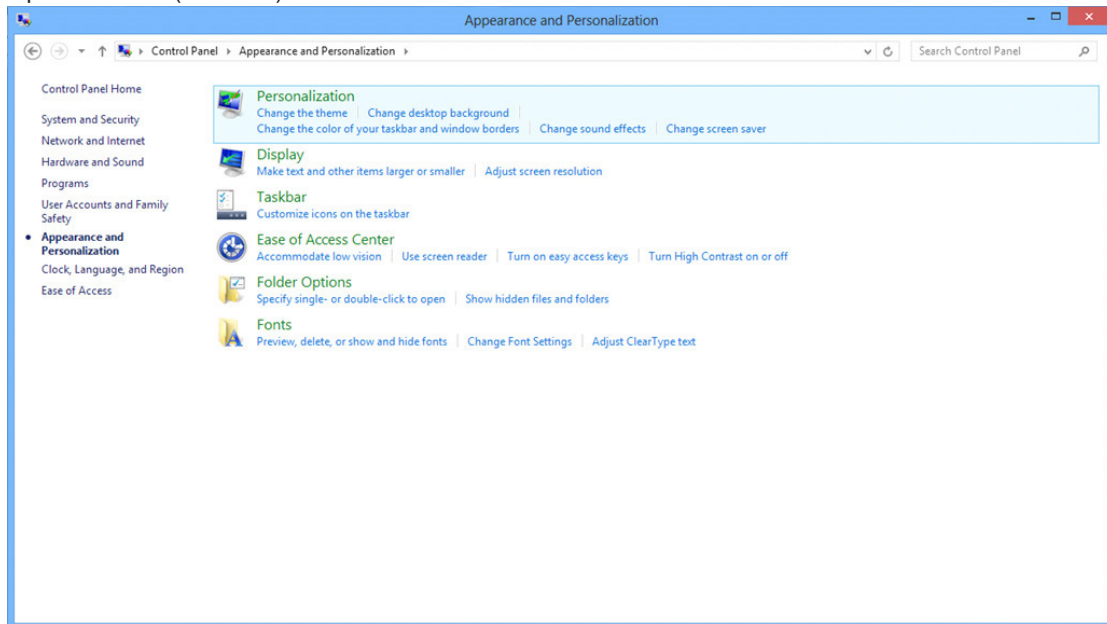 Appearance and Personalization
Control Panel Appearance and Personalization
Search Control Panel
Control Panel Home
System and Security
Network and Internet
Hardware and Sound
Programs
User Accounts and Family
Safety
Appearance and
Personalization
Clock, Language, and Region
Ease of Access
Personalization
Change the theme Change desktop background
Change the color of your taskbar and window borders Change sound effects Change screen saver
Display
Make text and other items larger or smaller Adjust screen resolution
Taskbar
Customize icons on the taskbar
Ease of Access Center
Accommodate low vision Use screen reader Turn on easy access keys Turn High Contrast on or off
Folder Options
Specify single- or double-click to open Show hidden files and folders
Fonts
Preview, delete, or show and hide fonts Change Font Settings Adjust ClearType text